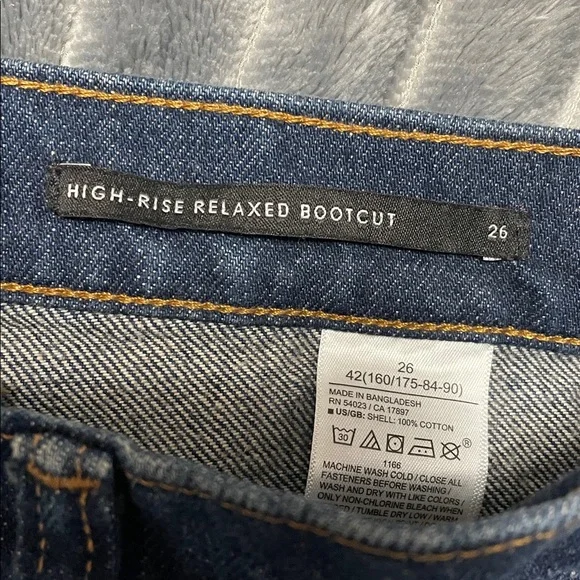 HIGH-RISE RELAXED BOOTCUT 26
26
42(160/175-84-90)
MADE IN BANGLADESH
RN 54023 / CA 17897
■ US/GB: SHELL: 100% COTTON
30
®
1166
MACHINE WASH COLD / CLOSE ALL
FASTENERS BEFORE WASHING /
WASH AND DRY WITH LIKE COLORS /
ONLY NON-CHLORINE BLEACH WHEN
/ TUMBLE DRY LOW / WARM